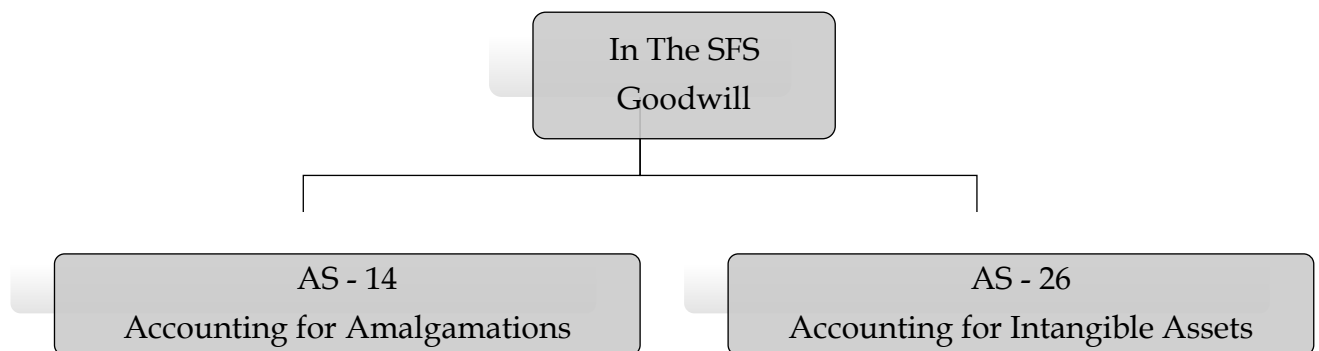 In The SFS
Goodwill
AS - 14
Accounting for Amalgamations
AS - 26
Accounting for Intangible Assets